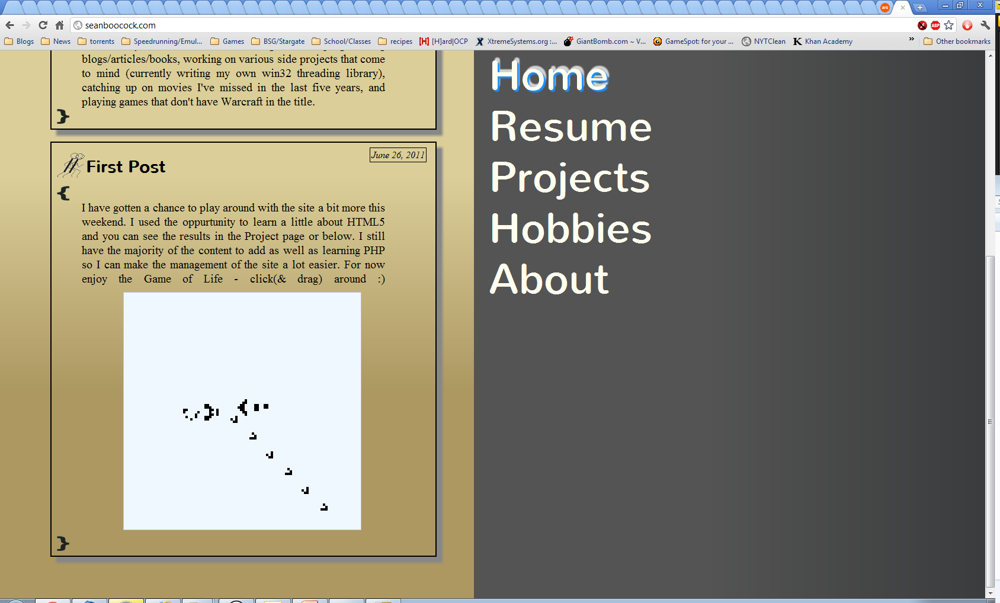 ars
seanboocock.com
ABP
Blogs News torrents Speedrunning/Emul... Games BSG/Stargate School/Classes recipes [H] [H]ard|OCP XtremeSystems.org :... GiantBomb.com ~ V... GameSpot: for your ... NYTClean K Khan Academy » Other bookmarks
blogs/articles/books, working on various side projects that come
to mind (currently writing my own win32 threading library),
catching up on movies I've missed in the last five years, and
playing games that don't have Warcraft in the title.
}
June 26, 2011
First Post
{
I have gotten a chance to play around with the site a bit more this
weekend. I used the oppurtunity to learn a little about HTML5
and you can see the results in the Project page or below. I still
have the majority of the content to add as well as learning PHP
so I can make the management of the site a lot easier. For now
enjoy the Game of Life - click(& drag) around :)
}
Home
Resume
Projects
Hobbies
About